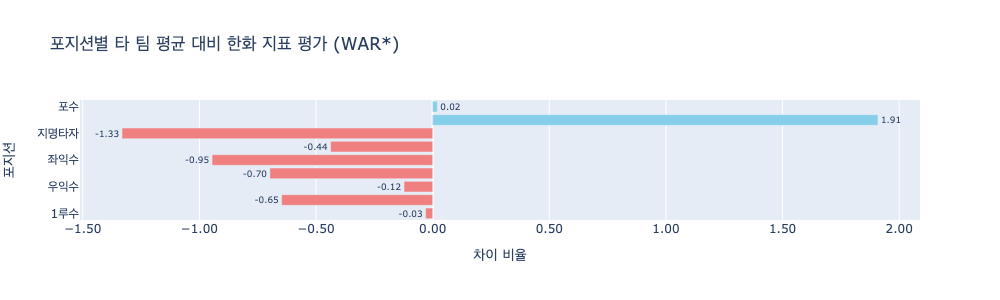 포지션별 타 팀 평균 대비 한화 지표 평가 (WAR*)
포지션
포수
0.02
1.91
지명타자
-1.33
-0.44
좌익수
-0.95
-0.70
우익수
-0.12
-0.65
1루수
-0.03
−1.50 −1.00 −0.50 0.00 0.50 1.00 1.50 2.00
차이 비율